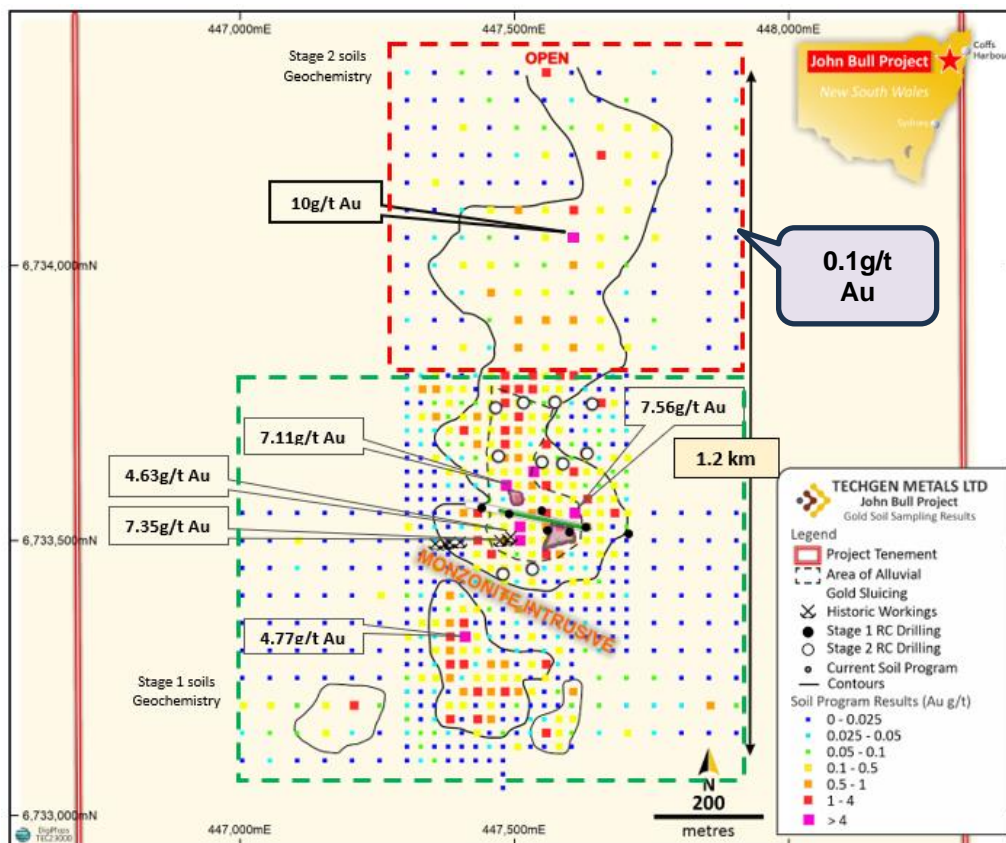 447,000mE
447,500mE
448,000mE
Stage 2 soils
Geochemistry
OPEN
Coffs
Harbour
John Bull Project
New South Wales
Sydney
10g/t Au
0.1g/t
Au
6,734,000mN
7.56g/t Au
7.11g/t Au
1.2 km
4.63g/t Au
7.35g/t Au
6,733,500mN
MONZONITE INTRUSIVE
4.77g/t Au
Stage 1 soils
Geochemistry
TECHGEN METALS LTD
John Bull Project
Gold Soil Sampling Results
Legend
Project Tenement
Area of Alluvial
Gold Sluicing
Historic Workings
Stage 1 RC Drilling
Stage 2 RC Drilling
Current Soil Program
Contours
Soil Program Results (Au g/t)
0 - 0.025
0.025 - 0.05
0.05 - 0.1
0.1 - 0.5
0.5 - 1
1 - 4
> 4
N
200
metres
6,733,000mN
447,000mE
447,500mE
448,000mE
DigMaps
TEC23000